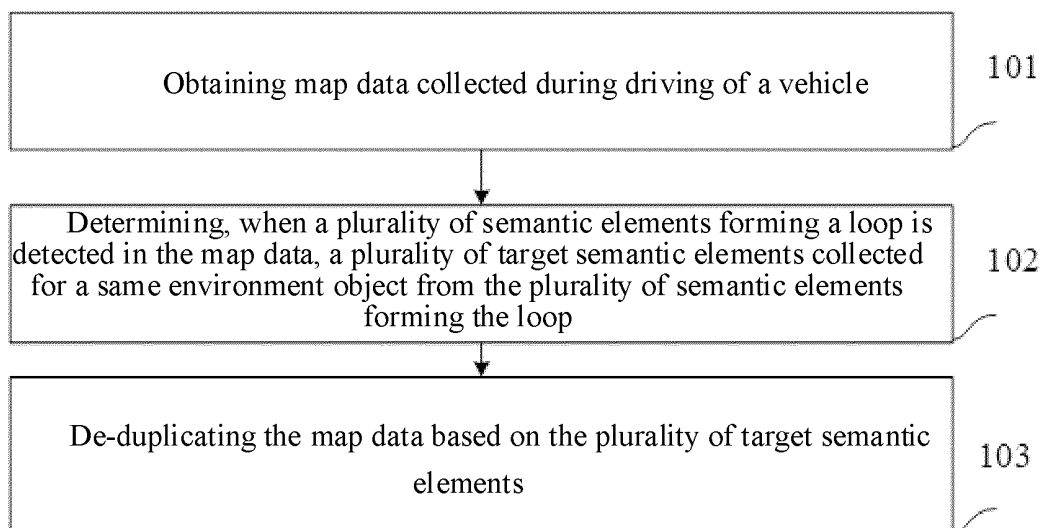 Obtaining map data collected during driving of a vehicle
101
Determining, when a plurality of semantic elements forming a loop is
detected in the map data, a plurality of target semantic elements collected
for a same environment object from the plurality of semantic elements
forming the loop
102
De-duplicating the map data based on the plurality of target semantic
elements
103